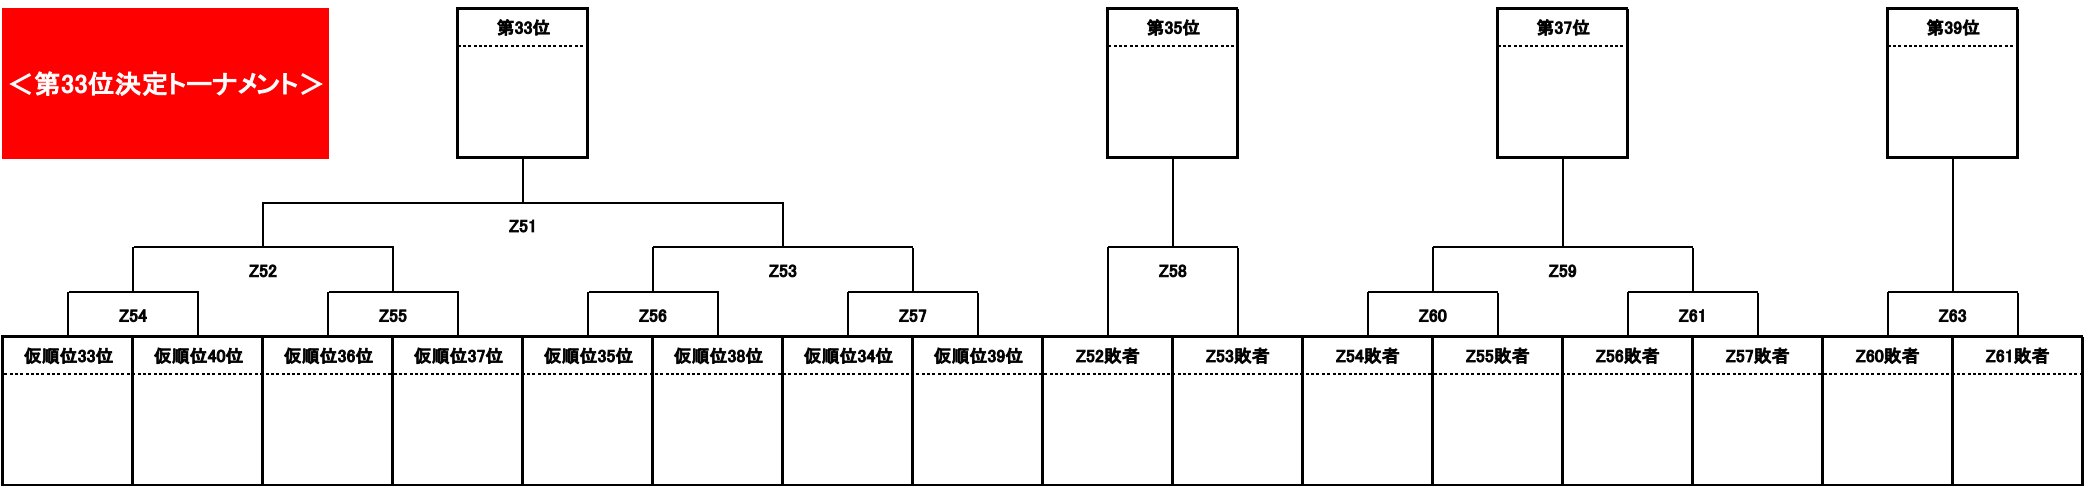 ＜第33位決定トーナメント＞
第33位
第35位
第37位
第39位
Z51
Z52
Z53
Z58
Z59
Z54
Z55
Z56
Z57
Z60
Z61
Z63
仮順位33位
仮順位40位
仮順位36位
仮順位37位
仮順位35位
仮順位38位
仮順位34位
仮順位39位
Z52敗者
Z53敗者
Z54敗者
Z55敗者
Z56敗者
Z57敗者
Z60敗者
Z61敗者